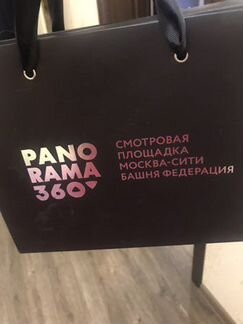 PANO
RAMA
360
СМОТРОВАЯ
ПЛОЩАДКА
МОСКВА-СИТИ
БАШНЯ ФЕДЕРАЦИЯ